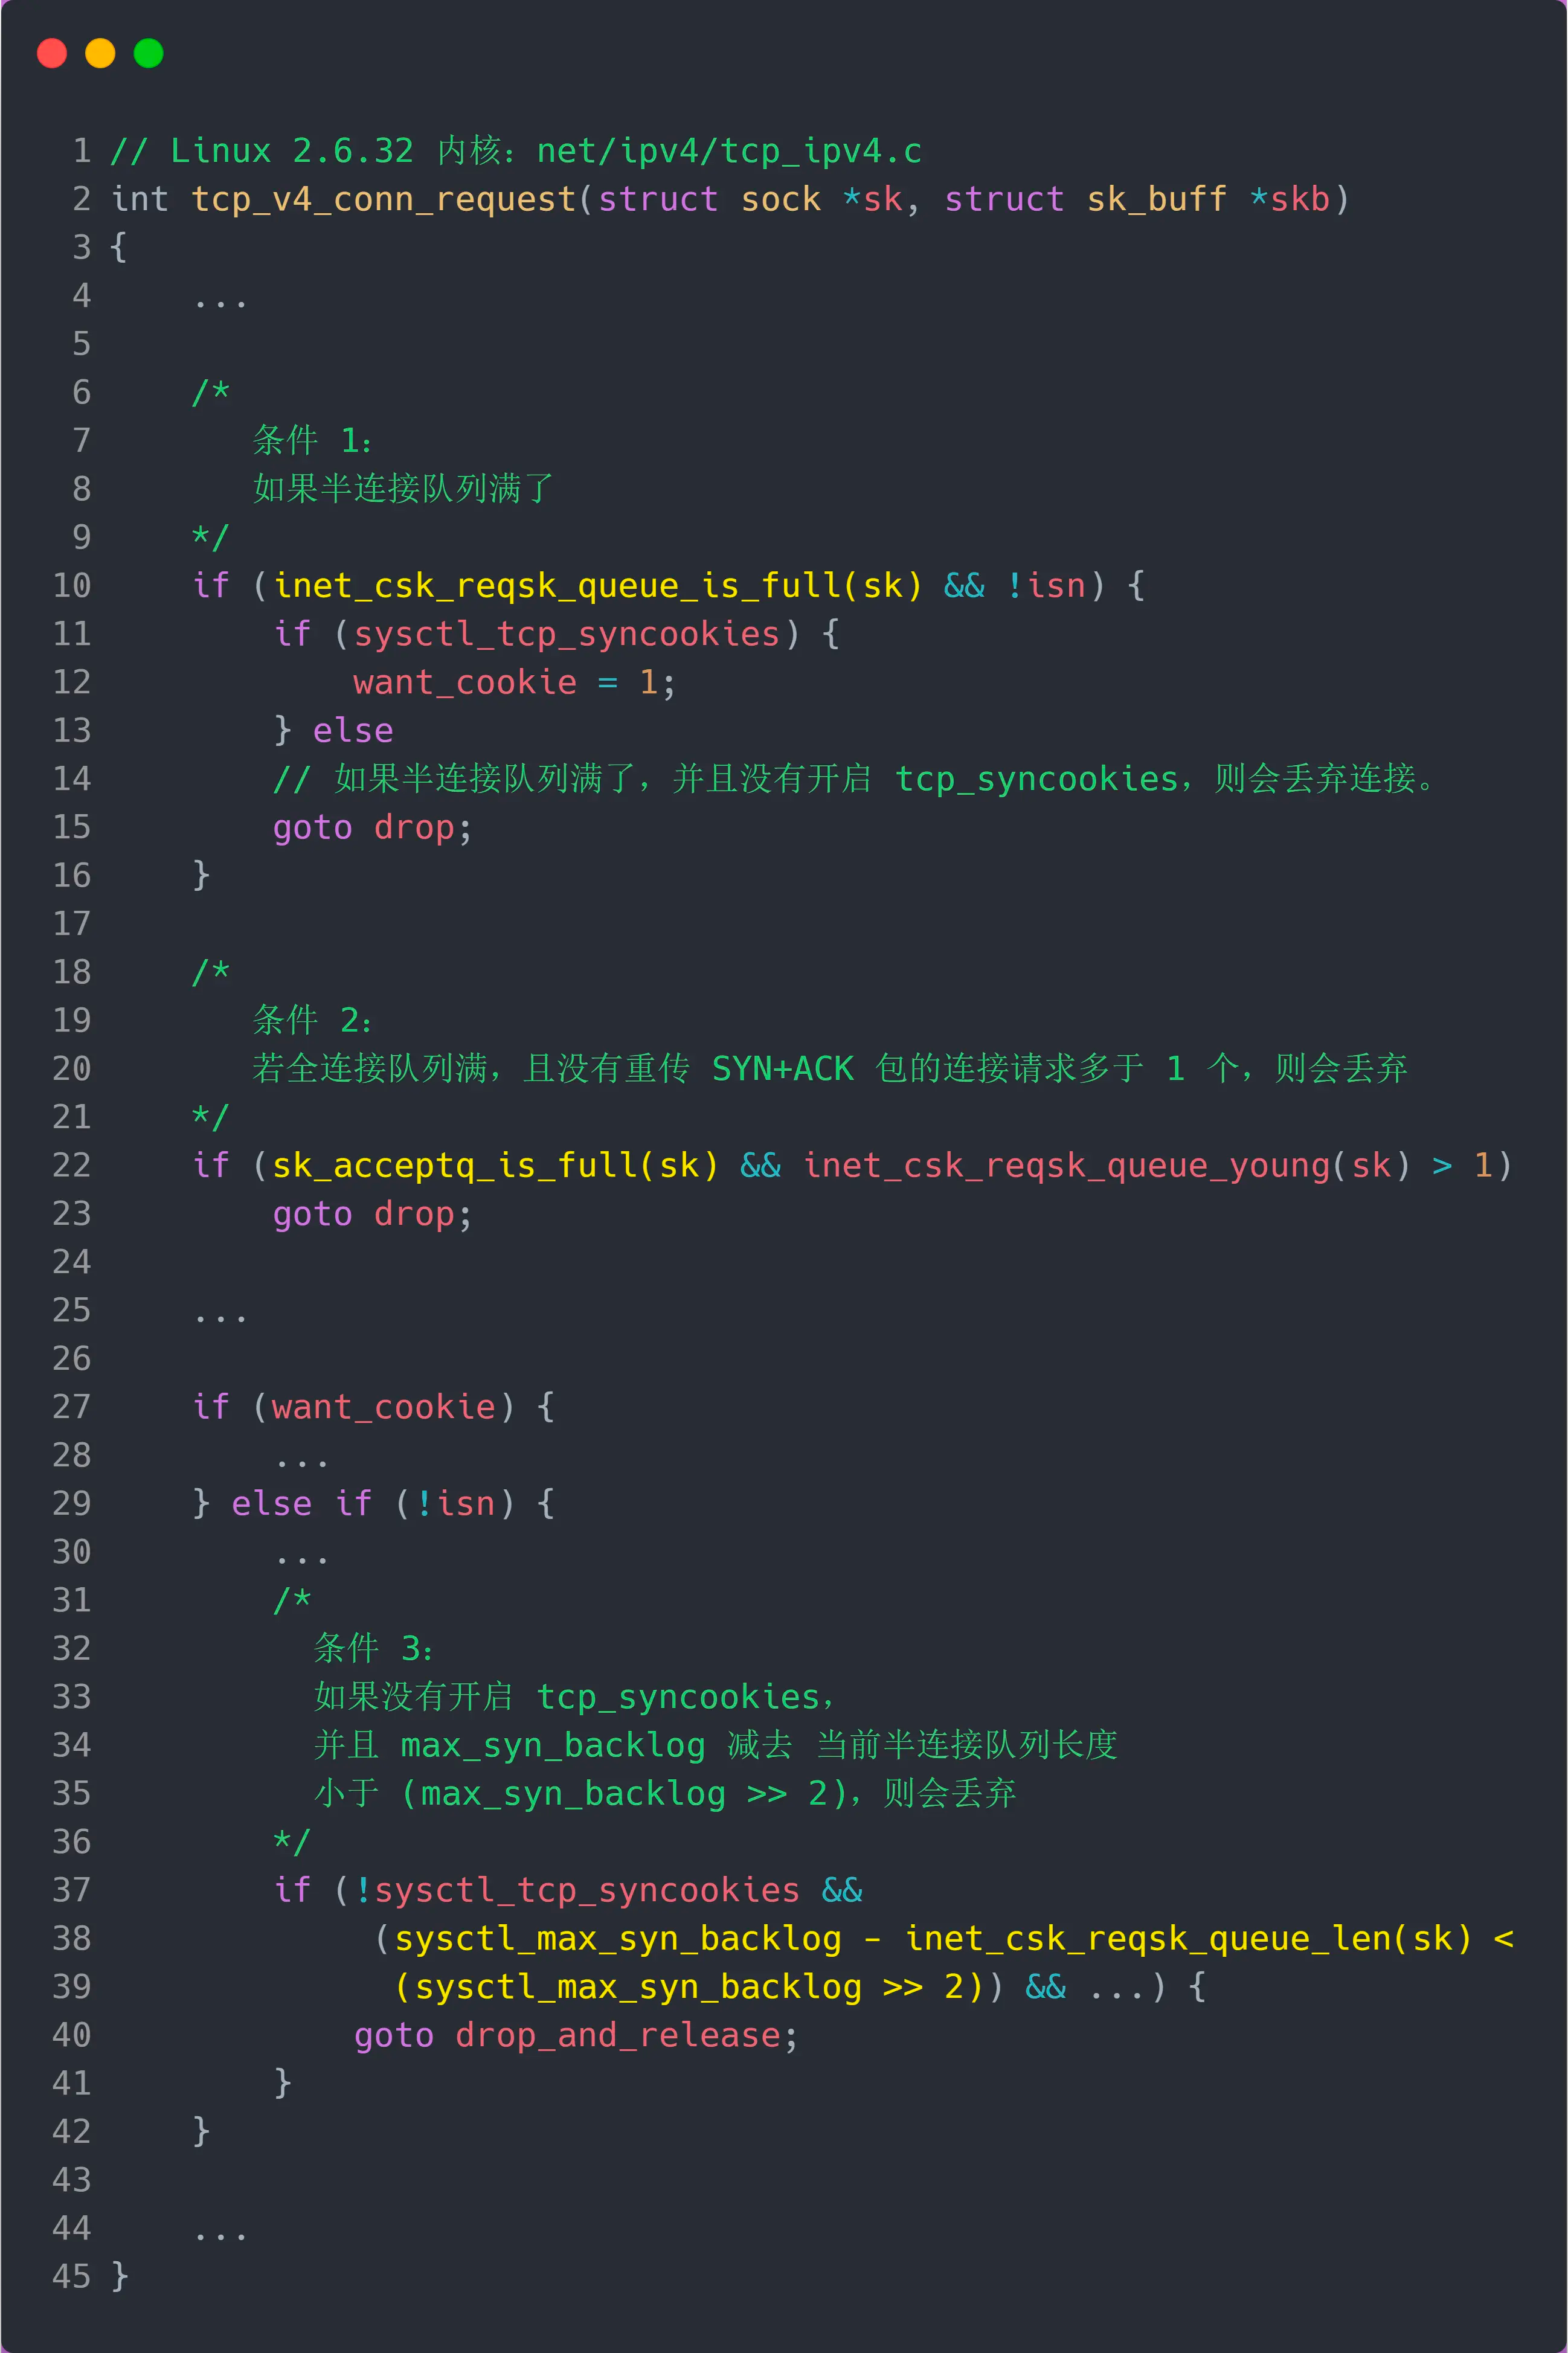 1 // Linux 2.6.32 内核：net/ipv4/tcp_ipv4.c
2 int tcp_v4_conn_request(struct sock *sk, struct sk_buff *skb)
3 {
4     ...
5
6     /*
7        条件 1：
8        如果半连接队列满了
9     */
10     if (inet_csk_reqsk_queue_is_full(sk) && !isn) {
11         if (sysctl_tcp_syncookies) {
12             want_cookie = 1;
13         } else
14         // 如果半连接队列满了，并且没有开启 tcp_syncookies，则会丢弃连接。
15         goto drop;
16     }
17
18     /*
19        条件 2：
20        若全连接队列满，且没有重传 SYN+ACK 包的连接请求多于 1 个，则会丢弃
21     */
22     if (sk_acceptq_is_full(sk) && inet_csk_reqsk_queue_young(sk) > 1)
23         goto drop;
24
25     ...
26
27     if (want_cookie) {
28         ...
29     } else if (!isn) {
30         ...
31         /*
32           条件 3：
33           如果没有开启 tcp_syncookies，
34           并且 max_syn_backlog 减去 当前半连接队列长度
35           小于 (max_syn_backlog >> 2)，则会丢弃
36         */
37         if (!sysctl_tcp_syncookies &&
38              (sysctl_max_syn_backlog - inet_csk_reqsk_queue_len(sk) <
39               (sysctl_max_syn_backlog >> 2)) && ...) {
40             goto drop_and_release;
41         }
42     }
43
44     ...
45 }